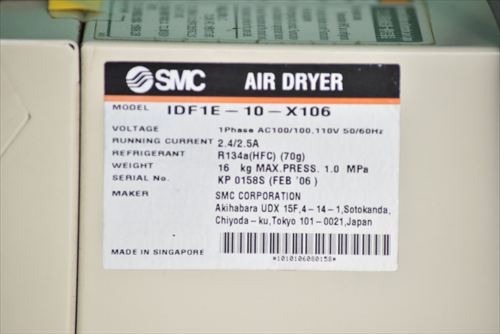 SMC AIR DRYER
MODEL IDF1E-10-X106
VOLTAGE 1Phase AC100/100,110V 50/60Hz
RUNNING CURRENT 2.4/2.5A
REFRIGERANT R134a(HFC) (70g)
WEIGHT 16 kg MAX.PRESS. 1.0 MPa
SERIAL No. KP 0158S (FEB '06)
MAKER SMC CORPORATION
Akihabara UDX 15F,4-14-1,Sotokanda,
Chiyoda-ku,Tokyo 101-0021,Japan
MADE IN SINGAPORE
*1010106080158*